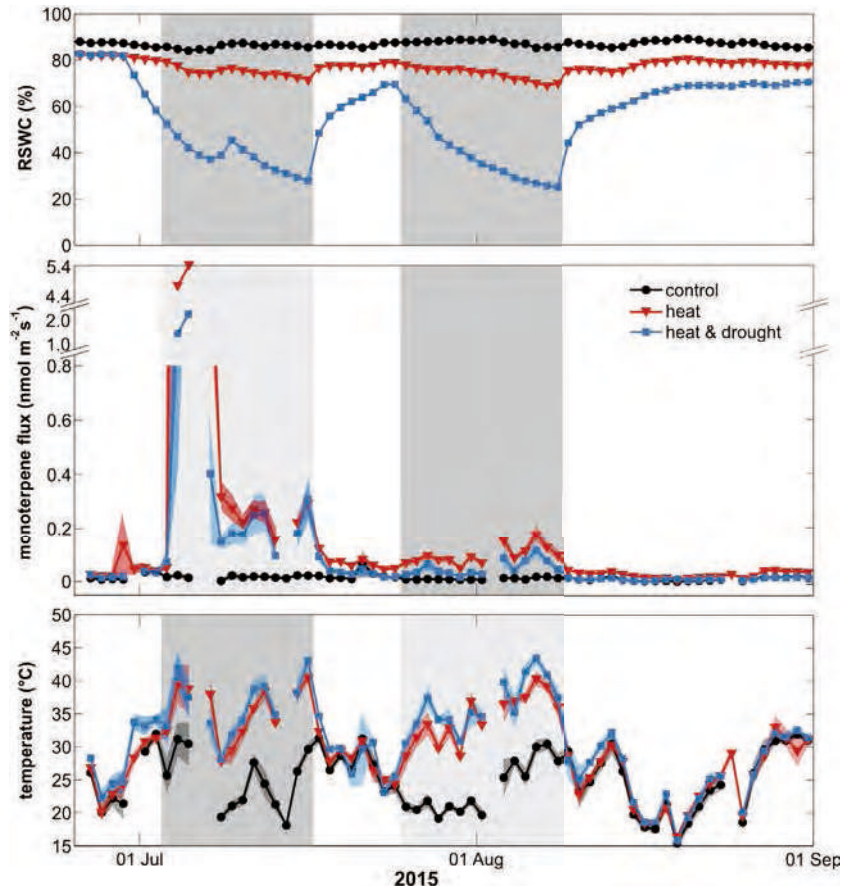 100
80
60
40
20
0
RSWC (%)
5.4
4.4
2.0
1.0
0.8
0.6
0.4
0.2
0
monoterpene flux (nmol m⁻² s⁻¹)
control
heat
heat & drought
50
45
40
35
30
25
20
15
temperature (°C)
01 Jul
01 Aug
01 Sep
2015